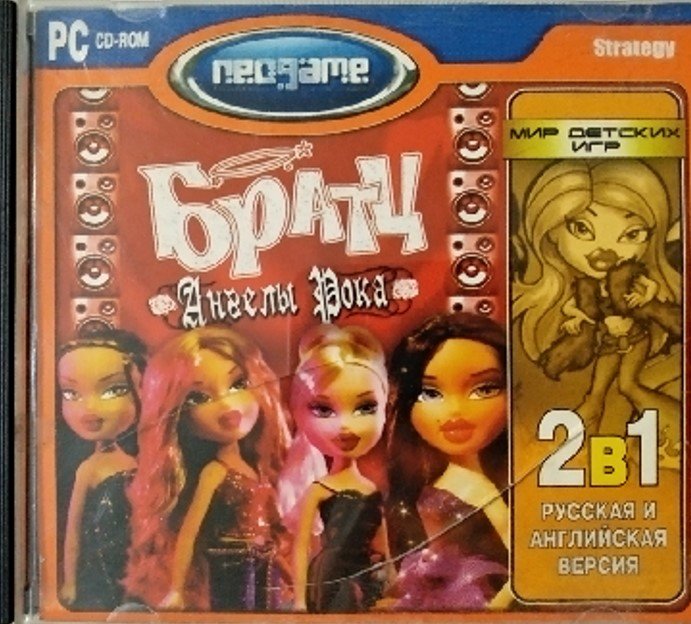 PC CD-ROM
neogame
Strategy
МИР ДЕТСКИХ
ИГР
БРАТЦ
Ангелы Рока
2В1
РУССКАЯ И
АНГЛИЙСКАЯ
ВЕРСИЯ